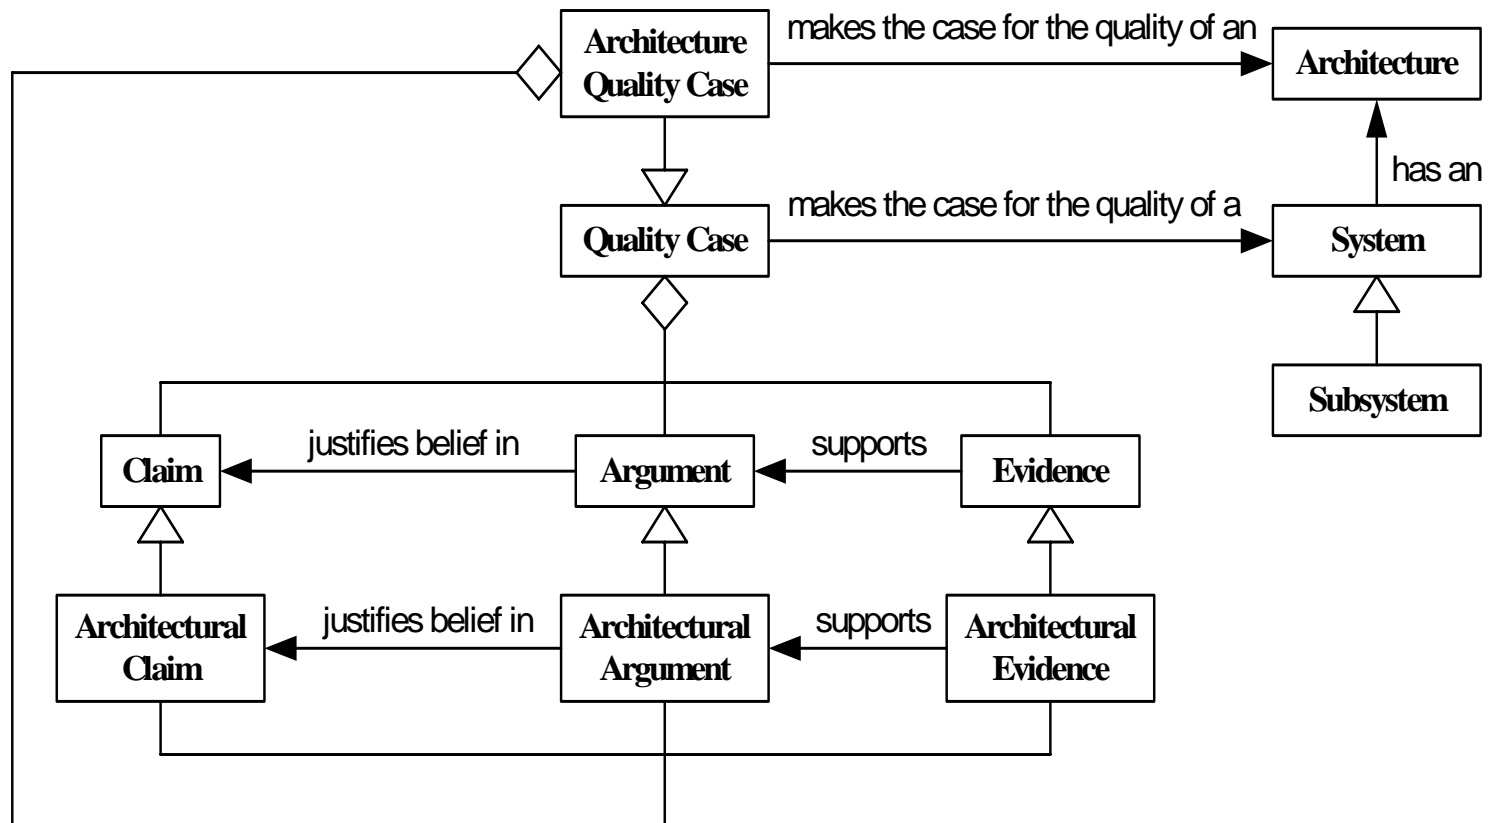 Architecture
Quality Case
makes the case for the quality of an
Architecture
has an
Quality Case
makes the case for the quality of a
System
Subsystem
Claim
justifies belief in
Argument
supports
Evidence
Architectural
Claim
justifies belief in
Architectural
Argument
supports
Architectural
Evidence